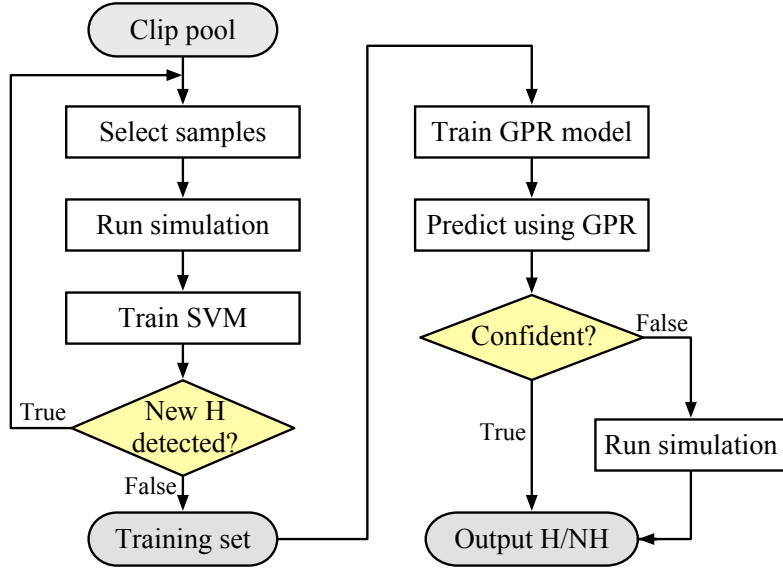 Clip pool
Select samples
Run simulation
Train SVM
New H
detected?
True
False
Training set
Train GPR model
Predict using GPR
Confident?
False
True
Run simulation
Output H/NH